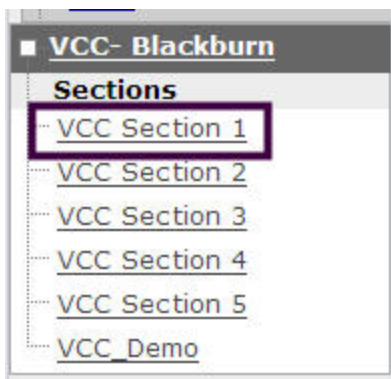 VCC- Blackburn
Sections
VCC Section 1
VCC Section 2
VCC Section 3
VCC Section 4
VCC Section 5
VCC_Demo